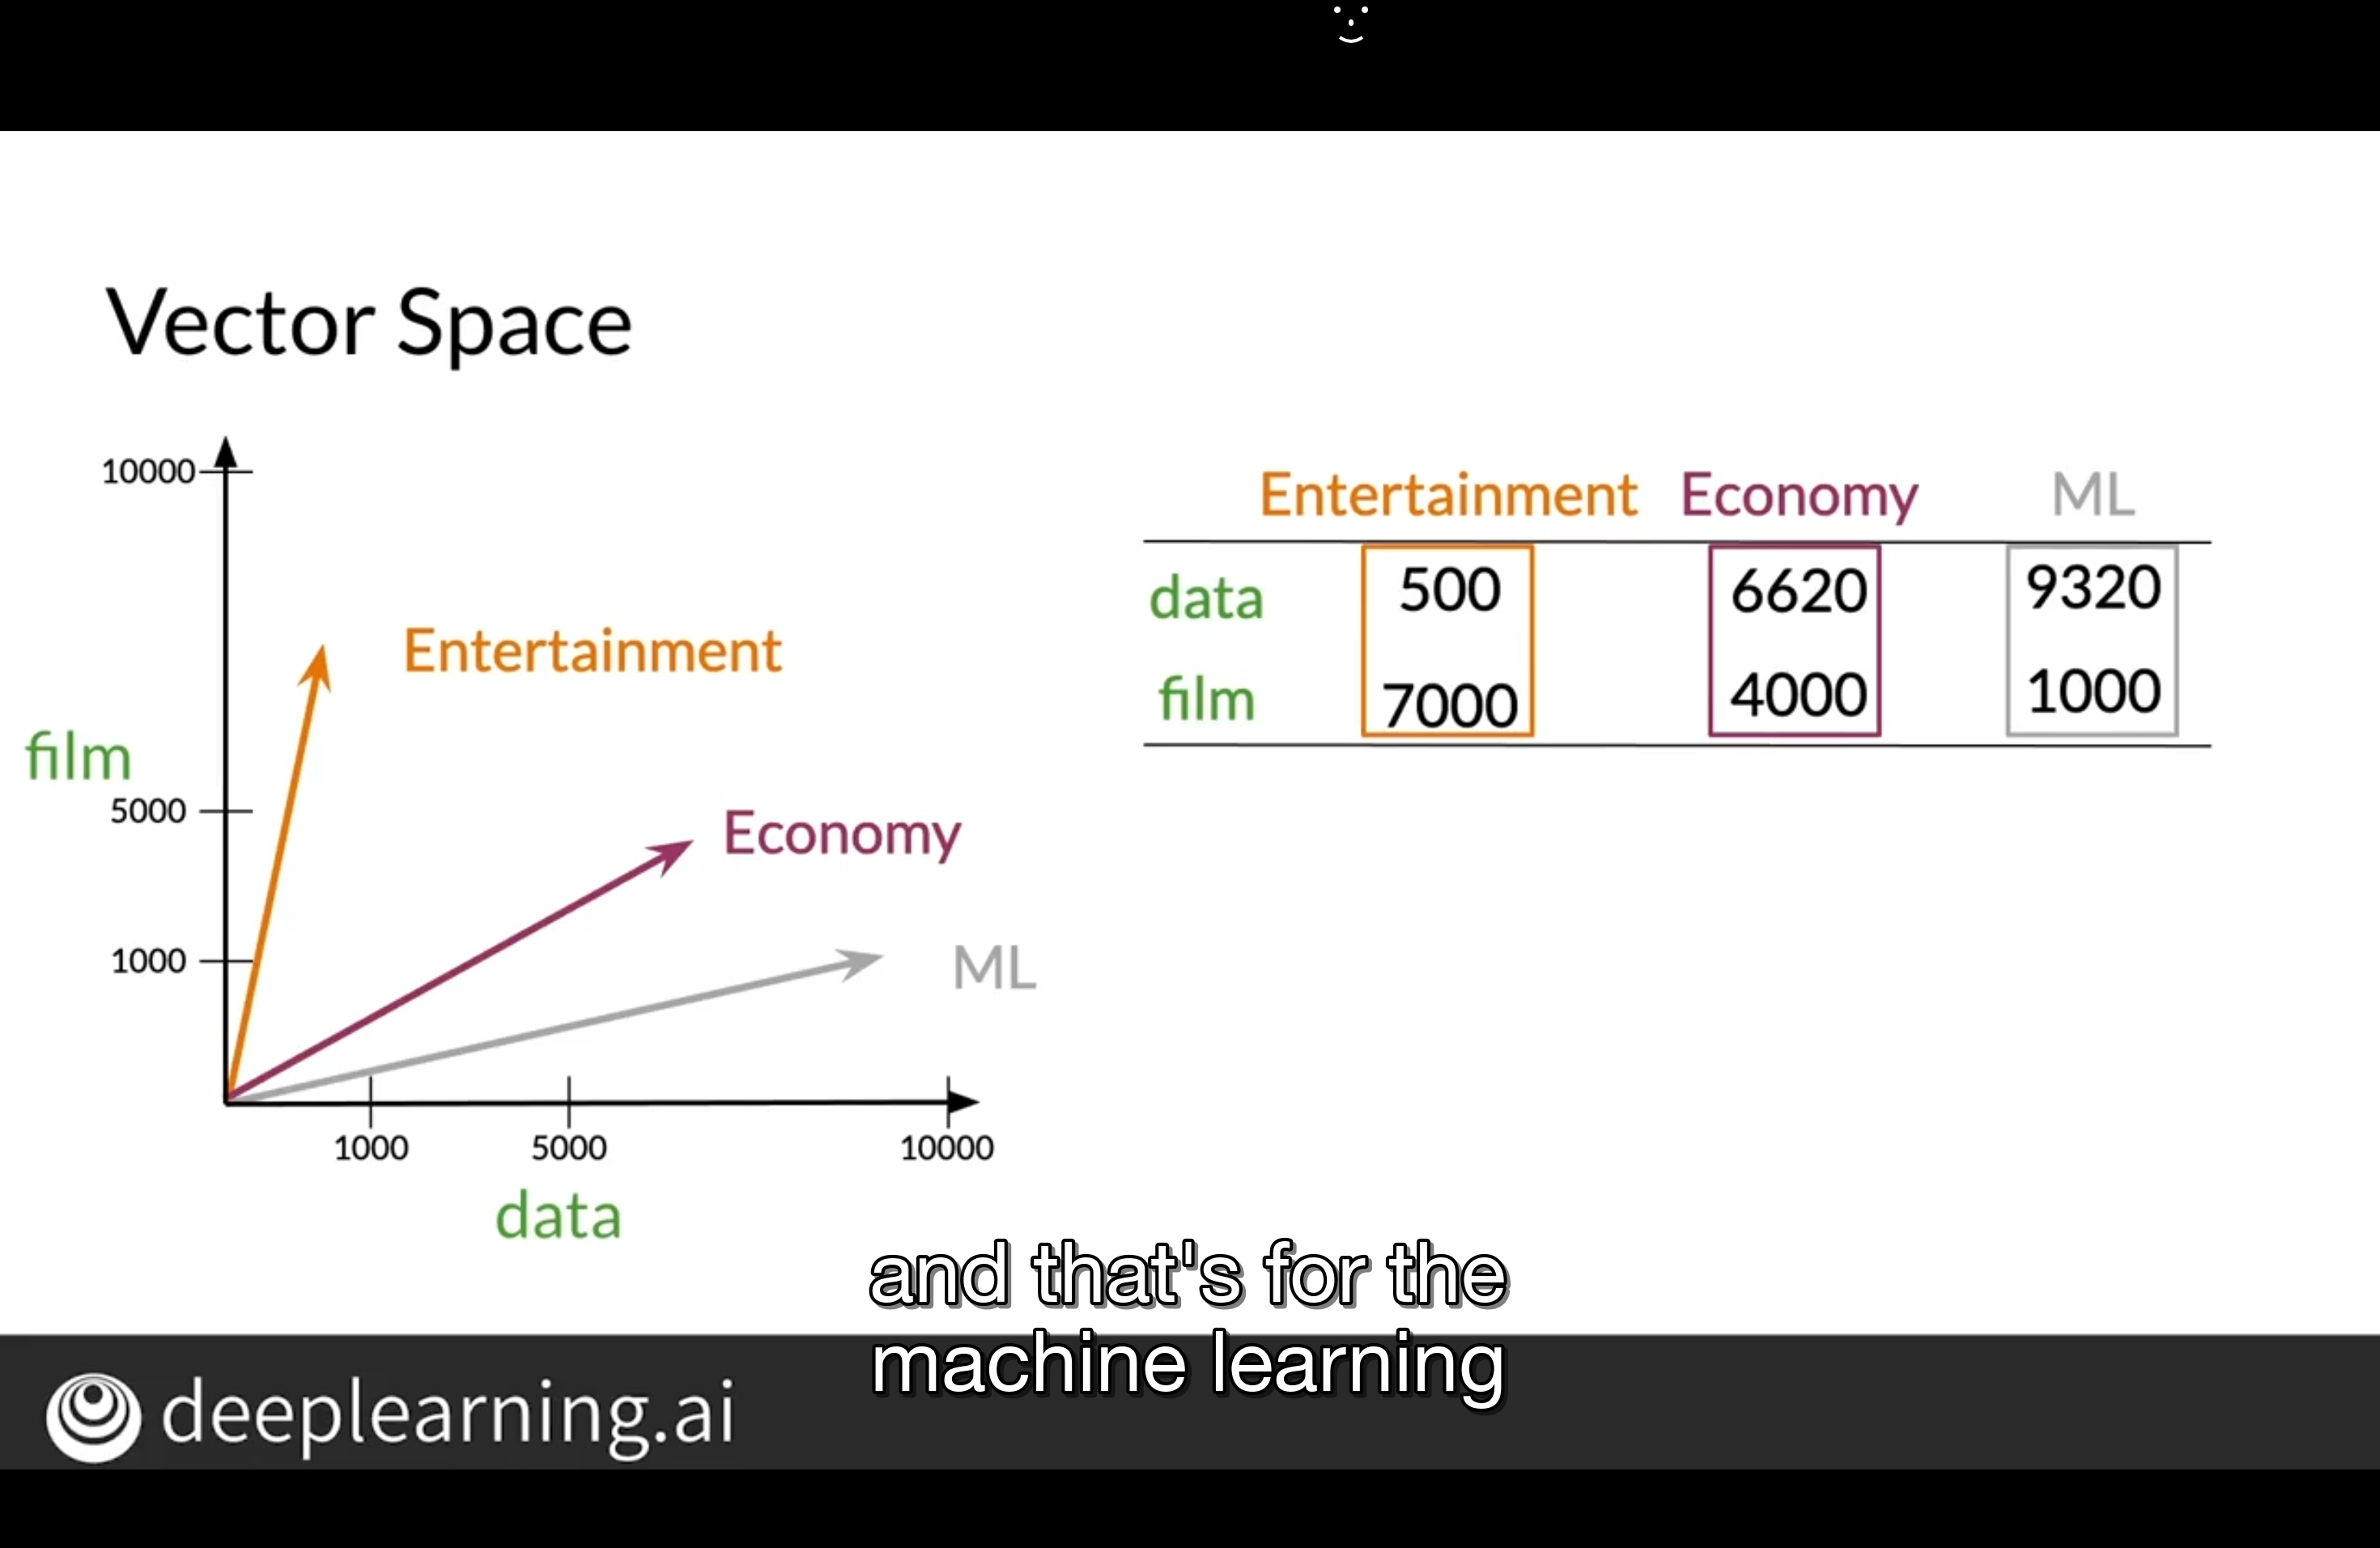 Vector Space
10000
Entertainment
film
5000
Economy
1000
ML
1000 5000 10000
data
Entertainment Economy ML
data 500 6620 9320
film 7000 4000 1000
and that's for the
machine learning
deeplearning.ai